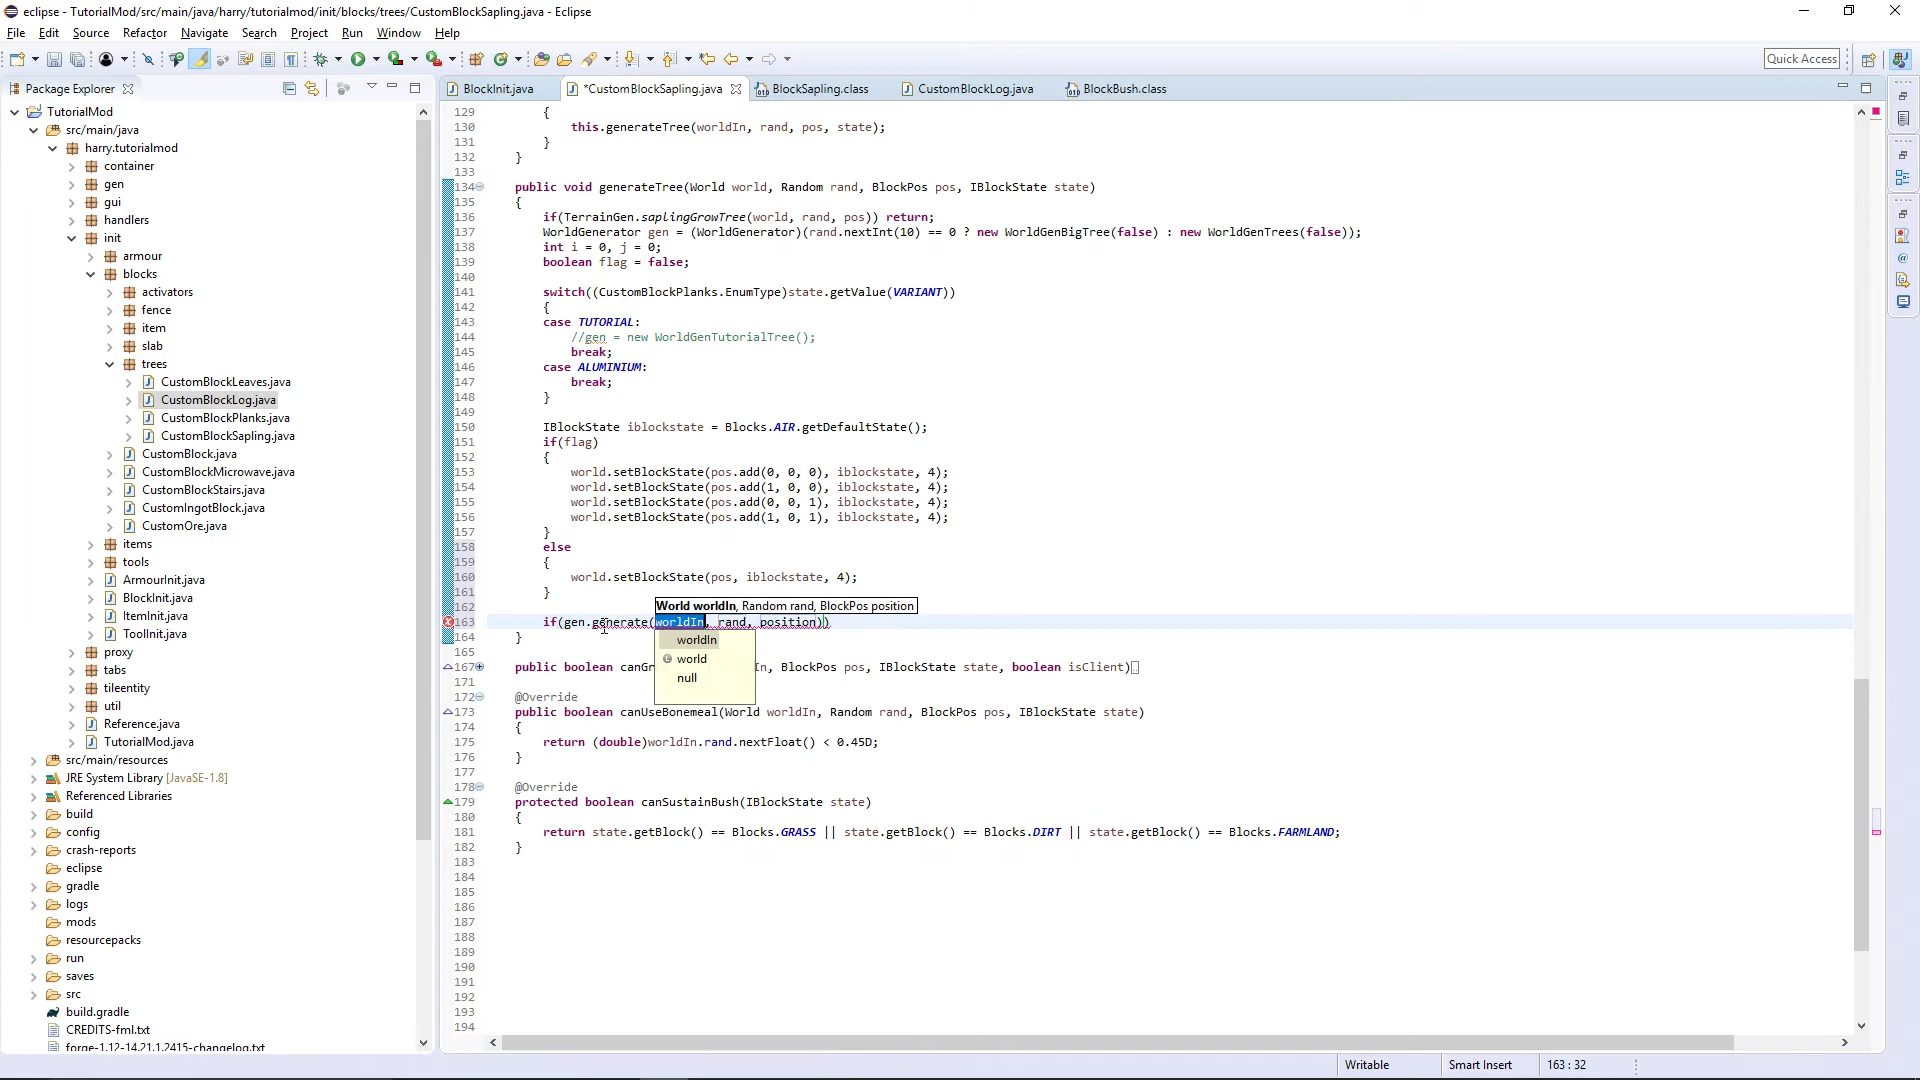 eclipse - TutorialMod/src/main/java/harry/tutorialmod/init/blocks/trees/CustomBlockSapling.java - Eclipse
File Edit Source Refactor Navigate Search Project Run Window Help
Quick Access
Package Explorer
BlockInit.java *CustomBlockSapling.java BlockSapling.class CustomBlockLog.java BlockBush.class
TutorialMod
src/main/java
harry.tutorialmod
container
gen
gui
handlers
init
armour
blocks
activators
fence
item
slab
trees
CustomBlockLeaves.java
CustomBlockLog.java
CustomBlockPlanks.java
CustomBlockSapling.java
CustomBlock.java
CustomBlockMicrowave.java
CustomBlockStairs.java
CustomIngotBlock.java
CustomOre.java
items
tools
ArmourInit.java
BlockInit.java
ItemInit.java
ToolInit.java
proxy
tabs
tileentity
util
Reference.java
TutorialMod.java
src/main/resources
JRE System Library [JavaSE-1.8]
Referenced Libraries
build
config
crash-reports
eclipse
gradle
logs
mods
resourcepacks
run
saves
src
build.gradle
CREDITS-fml.txt
forge-1.12-14.21.1.2415-changelog.txt
129 {
130 this.generateTree(worldIn, rand, pos, state);
131 }
132 }
133
134 public void generateTree(World world, Random rand, BlockPos pos, IBlockState state)
135 {
136 if(TerrainGen.saplingGrowTree(world, rand, pos)) return;
137 WorldGenerator gen = (WorldGenerator)(rand.nextInt(10) == 0 ? new WorldGenBigTree(false) : new WorldGenTrees(false));
138 int i = 0, j = 0;
139 boolean flag = false;
140
141 switch((CustomBlockPlanks.EnumType)state.getValue(VARIANT))
142 {
143 case TUTORIAL:
144 //gen = new WorldGenTutorialTree();
145 break;
146 case ALUMINIUM:
147 break;
148 }
149
150 IBlockState iblockstate = Blocks.AIR.getDefaultState();
151 if(flag)
152 {
153 world.setBlockState(pos.add(0, 0, 0), iblockstate, 4);
154 world.setBlockState(pos.add(1, 0, 0), iblockstate, 4);
155 world.setBlockState(pos.add(0, 0, 1), iblockstate, 4);
156 world.setBlockState(pos.add(1, 0, 1), iblockstate, 4);
157 }
158 else
159 {
160 world.setBlockState(pos, iblockstate, 4);
161 }
162 World worldIn, Random rand, BlockPos position
163 if(gen.generate(worldIn, rand, position))
164 }
worldIn
165
world
167 public boolean canGr In, BlockPos pos, IBlockState state, boolean isClient)
null
171
172 @Override
173 public boolean canUseBonemeal(World worldIn, Random rand, BlockPos pos, IBlockState state)
174 {
175 return (double)worldIn.rand.nextFloat() < 0.45D;
176 }
177
178 @Override
179 protected boolean canSustainBush(IBlockState state)
180 {
181 return state.getBlock() == Blocks.GRASS || state.getBlock() == Blocks.DIRT || state.getBlock() == Blocks.FARMLAND;
182 }
183
184
185
186
187
188
189
190
191
192
193
194
Writable Smart Insert 163 : 32